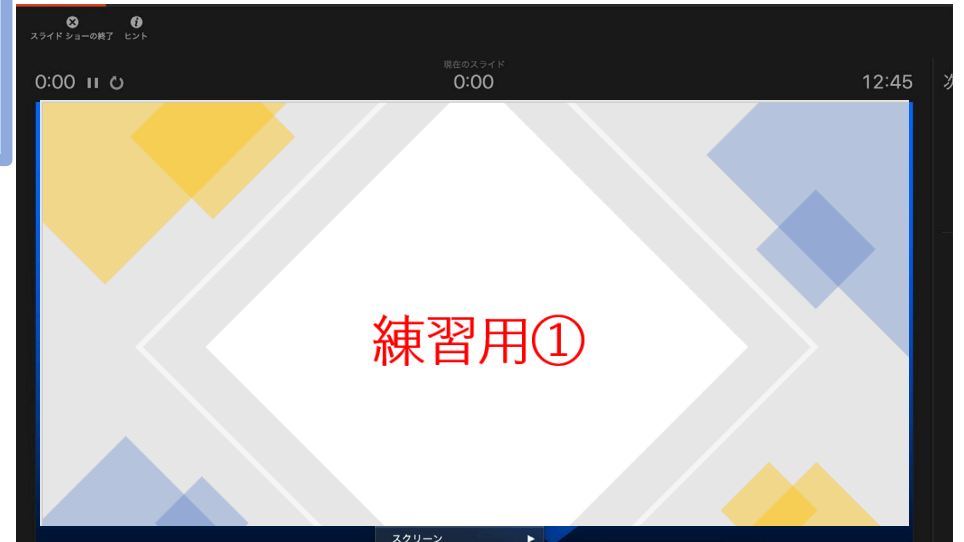 スライド ショーの終了 ヒント
現在のスライド
0:00 0:00 12:45
練習用①
スクリーン